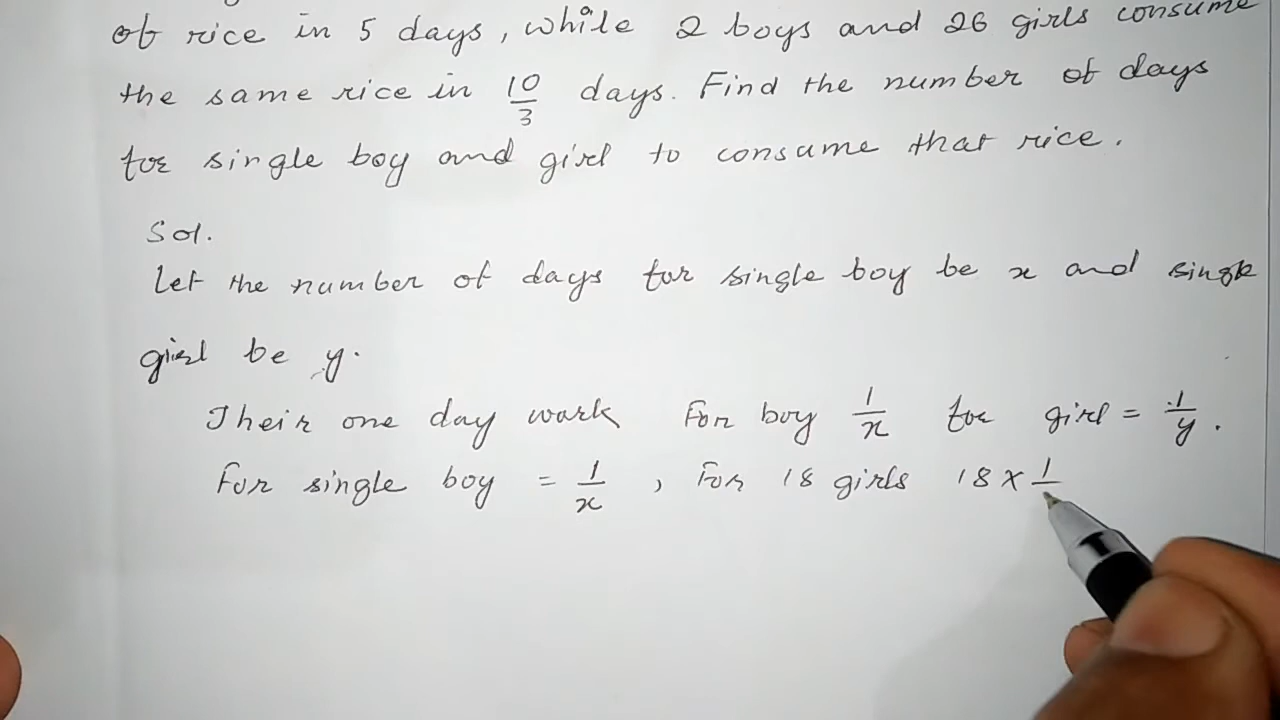 of rice in 5 days, while 2 boys and 26 girls consume
the same rice in 10/3 days. Find the number of days
for single boy and girl to consume that rice.
Sol.
Let the number of days for single boy be x and single
girl be y.
Their one day work For boy 1/x for girl = 1/y.
For single boy = 1/x, For 18 girls 18 × 1